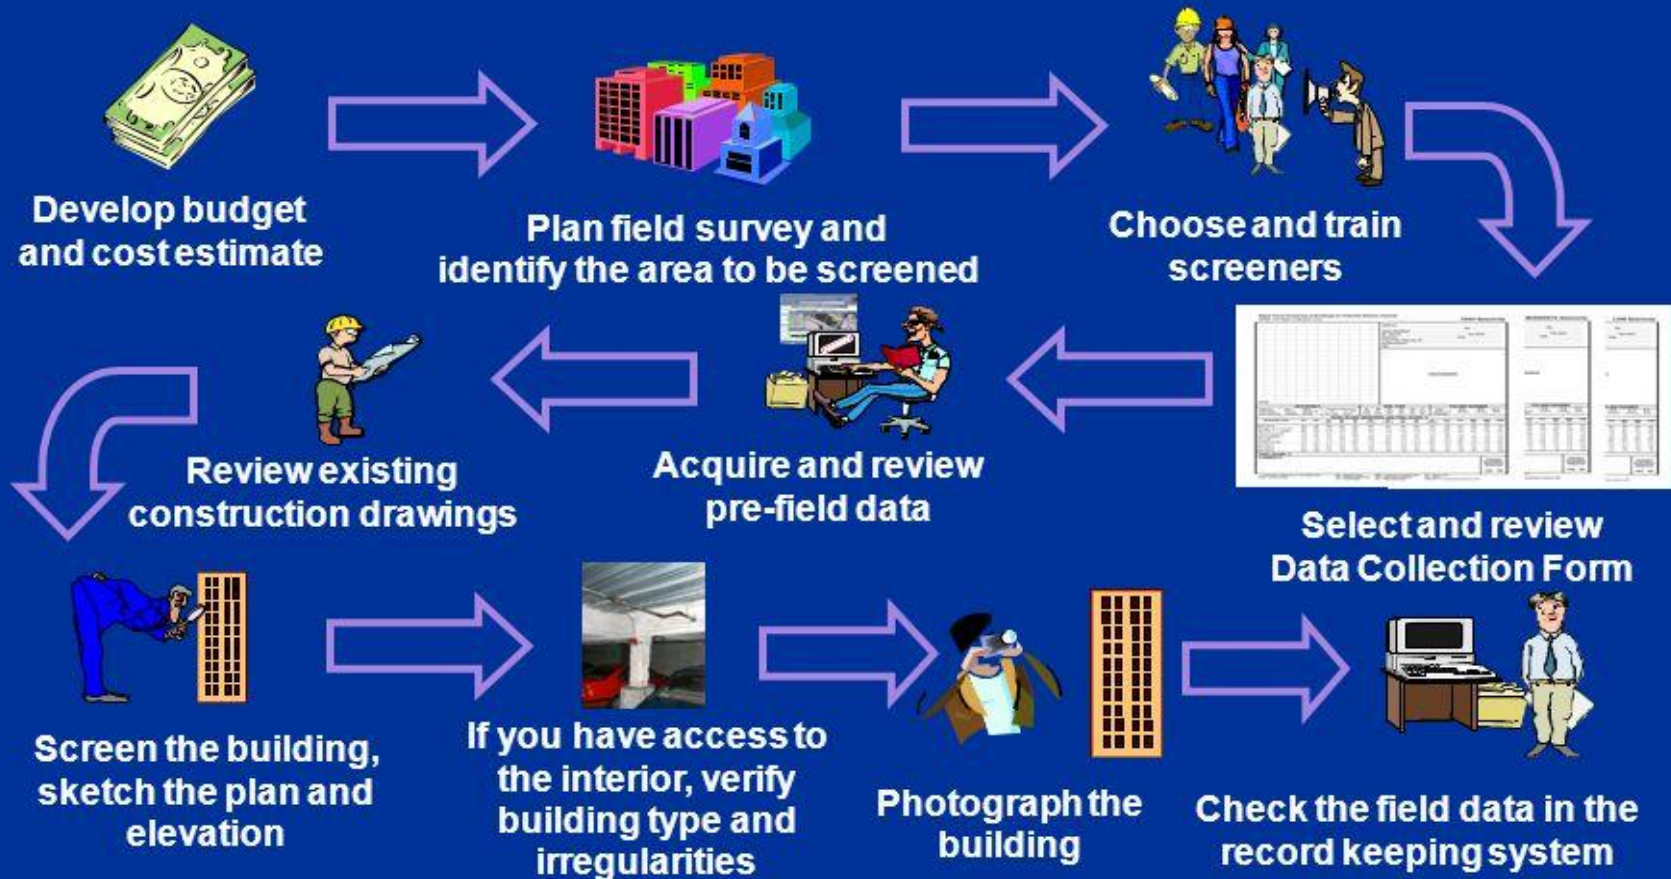 Develop budget
and cost estimate
Plan field survey and
identify the area to be screened
Choose and train
screeners
Select and review
Data Collection Form
Acquire and review
pre-field data
Review existing
construction drawings
Screen the building,
sketch the plan and
elevation
If you have access to
the interior, verify
building type and
irregularities
Photograph the
building
Check the field data in the
record keeping system